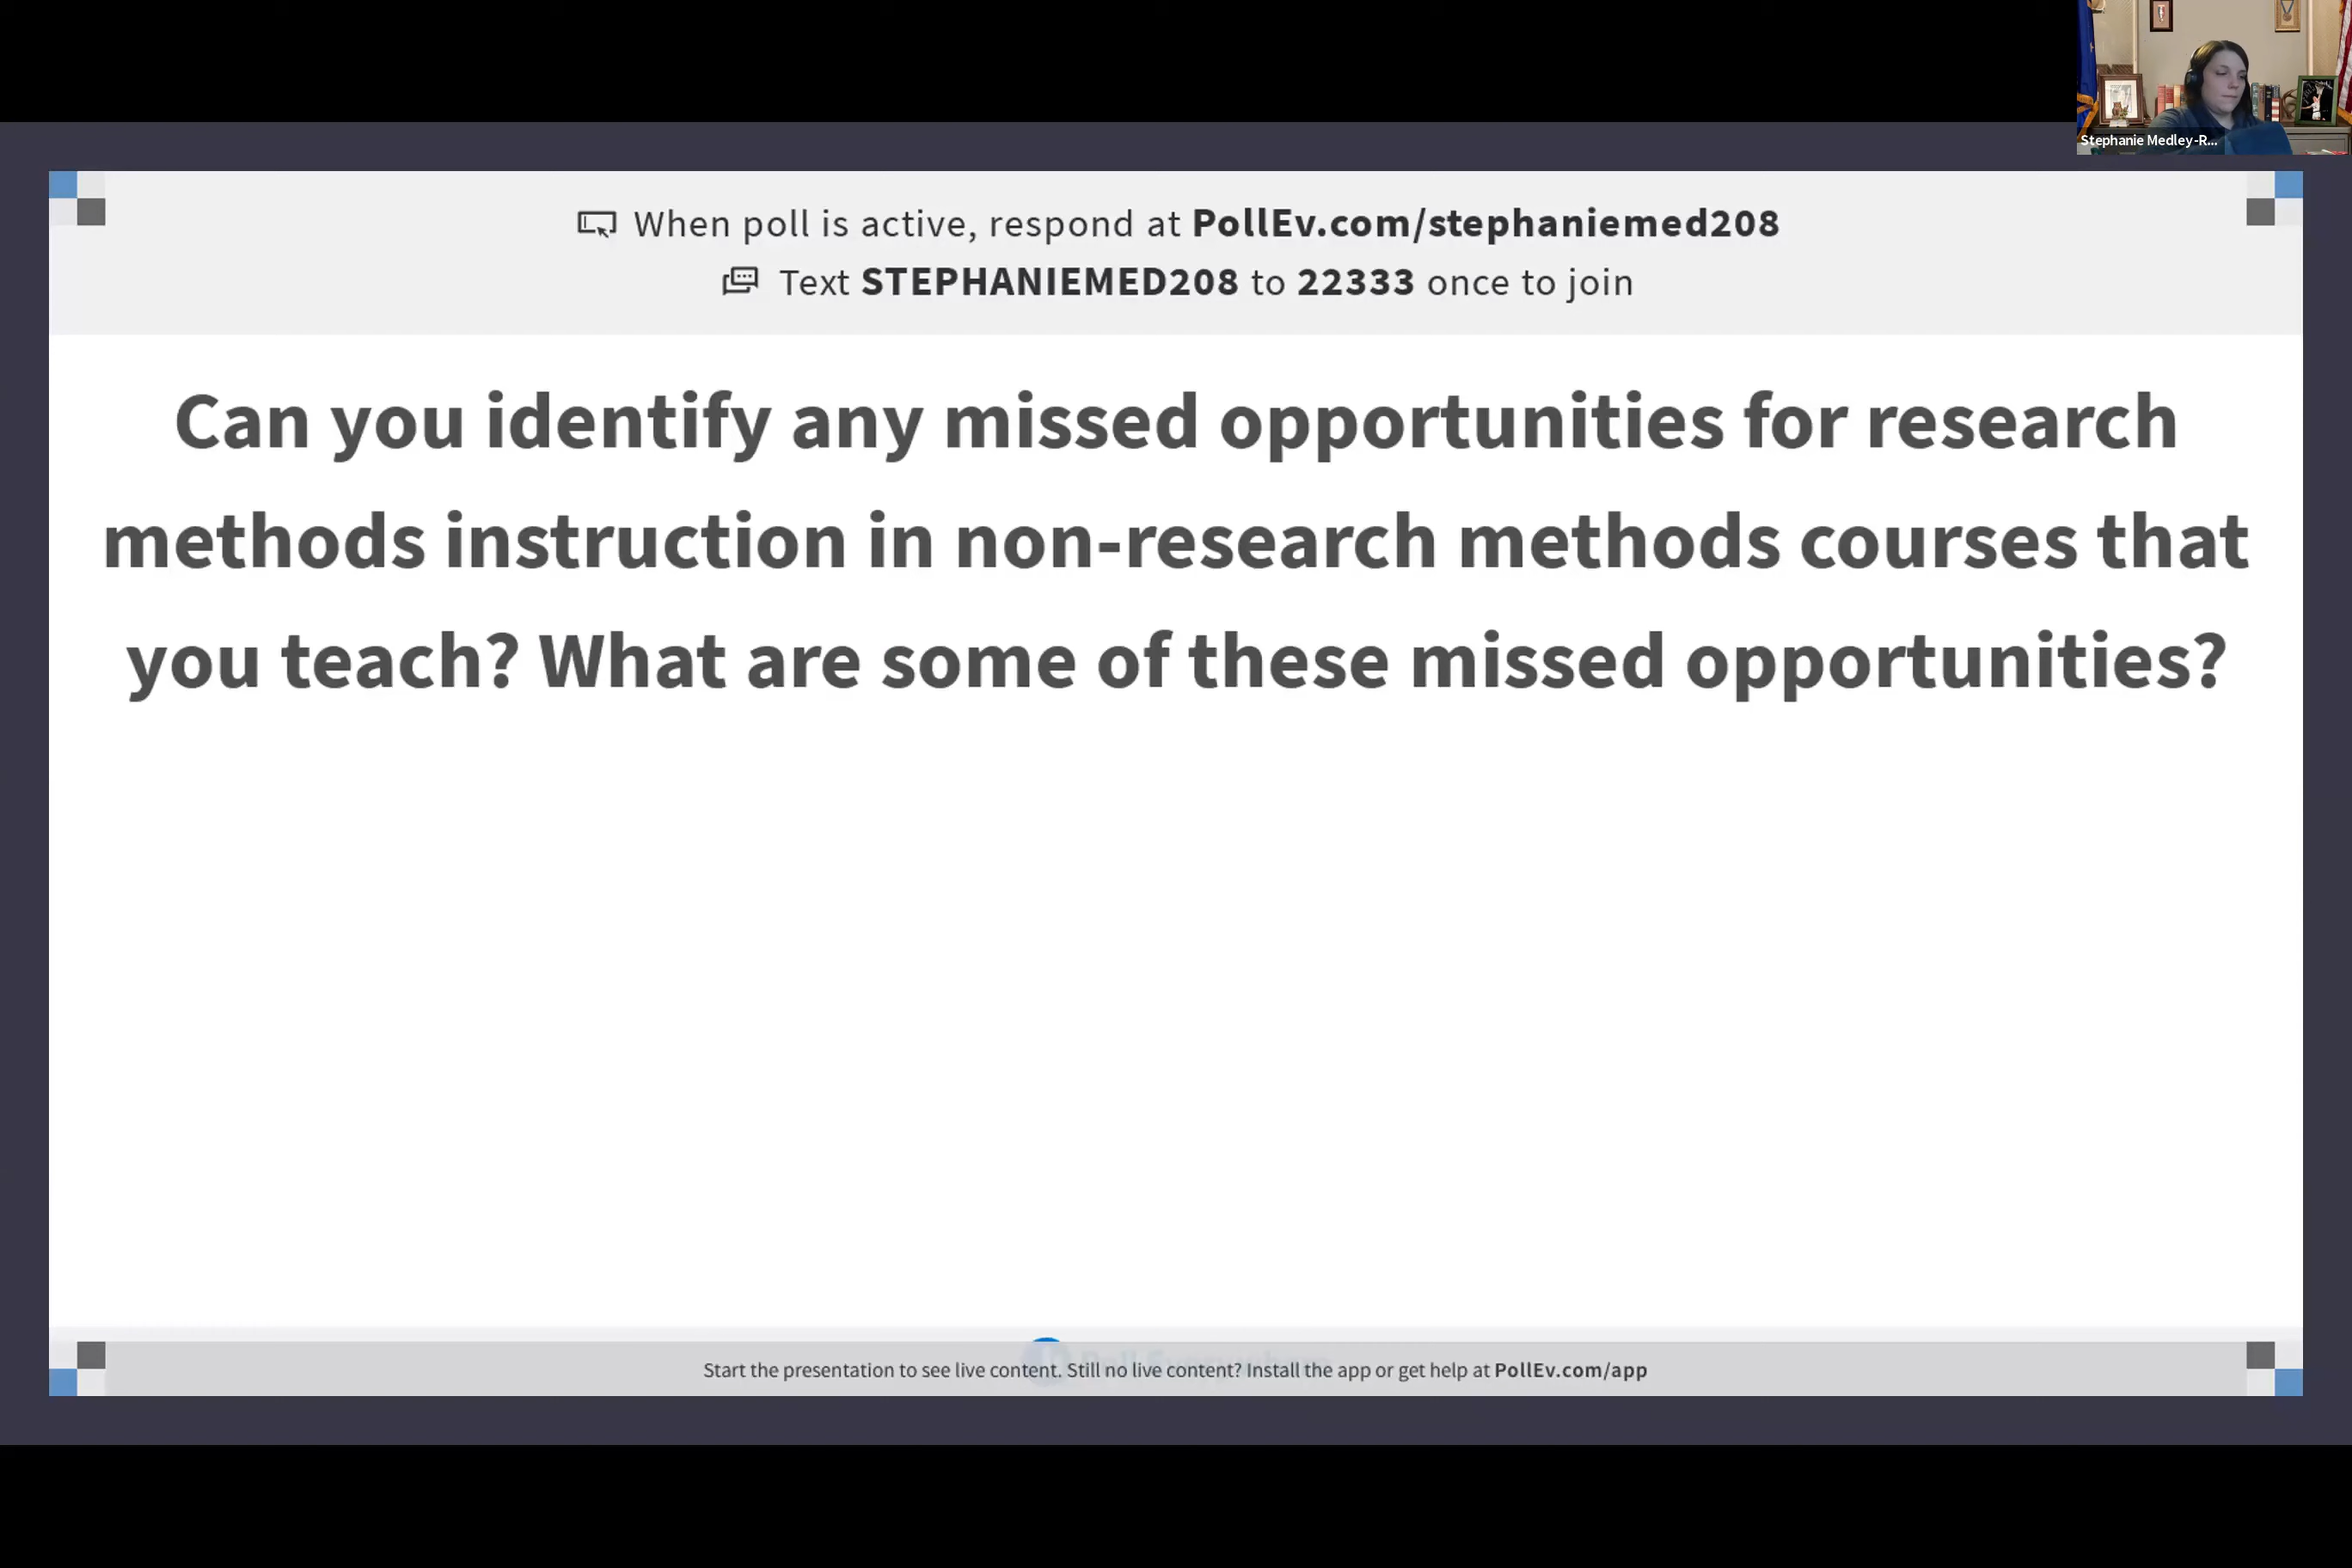 Stephanie Medley-R...
When poll is active, respond at PollEv.com/stephaniemed208
Text STEPHANIEMED208 to 22333 once to join
Can you identify any missed opportunities for research
methods instruction in non-research methods courses that
you teach? What are some of these missed opportunities?
Start the presentation to see live content. Still no live content? Install the app or get help at PollEv.com/app